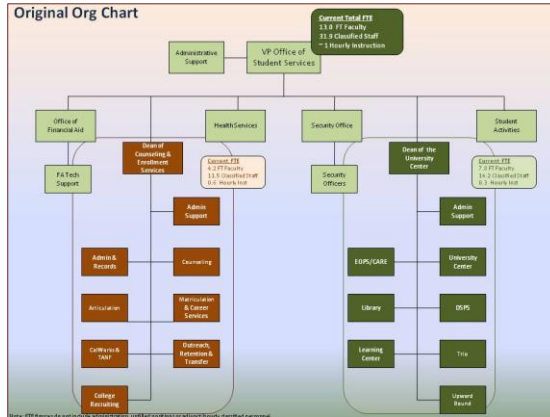 Original Org Chart
Current Total FTE
13.0 FT Faculty
31.9 Classified Staff
~ 1 Hourly Instruction
Administrative
Support
VP Office of
Student Services
Office of
Financial Aid
Dean of
Counseling &
Enrollment
Services
Health Services
Security Office
Dean of the
University
Center
Student
Activities
FA Tech
Support
Current FTE
6.2 FT Faculty
13.5 Classified Staff
0.6 Hourly Inst
Security
Officers
Current FTE
7.0 FT Faculty
14.2 Classified Staff
0.3 Hourly Inst
Admin
Support
Admin
Support
Admin &
Records
Counseling
EOPS/CARE
University
Center
Articulation
Matriculation
& Career
Services
Library
DSPS
CalWorks &
TANF
Outreach,
Retention &
Transfer
Learning
Center
Trio
College
Recruiting
Upward
Bound